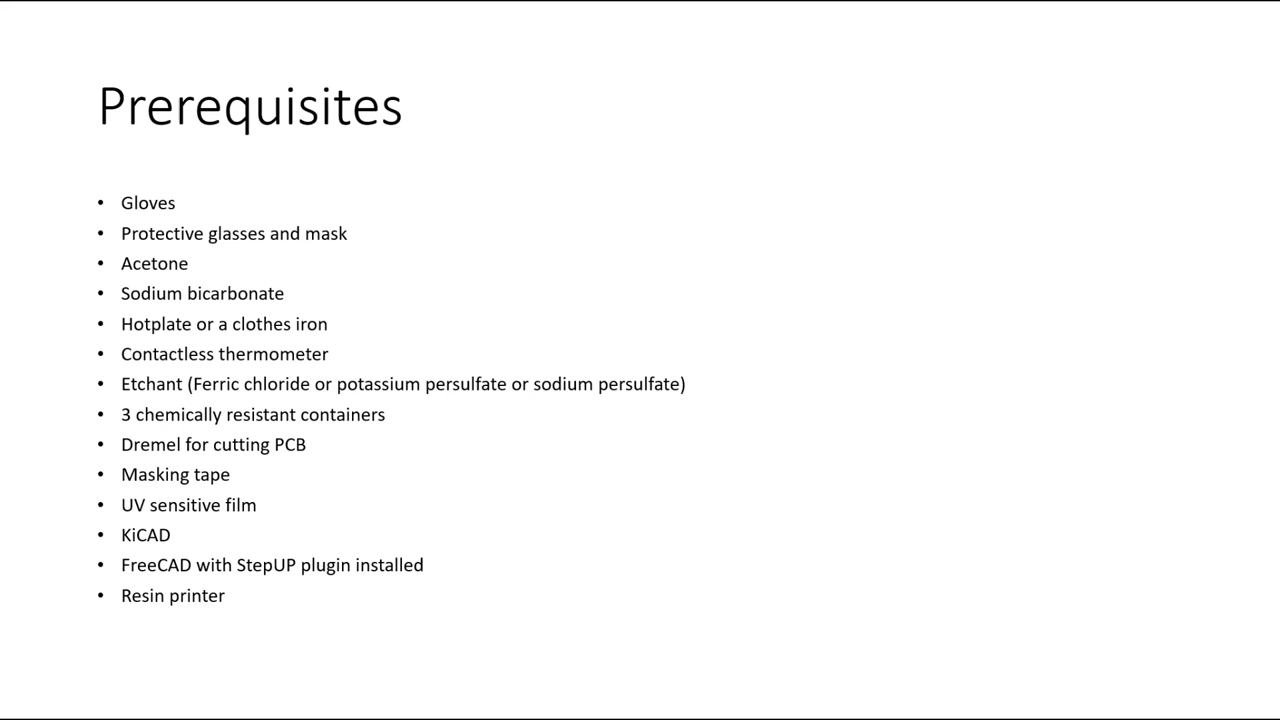 Prerequisites
• Gloves
• Protective glasses and mask
• Acetone
• Sodium bicarbonate
• Hotplate or a clothes iron
• Contactless thermometer
• Etchant (Ferric chloride or potassium persulfate or sodium persulfate)
• 3 chemically resistant containers
• Dremel for cutting PCB
• Masking tape
• UV sensitive film
• KiCAD
• FreeCAD with StepUP plugin installed
• Resin printer